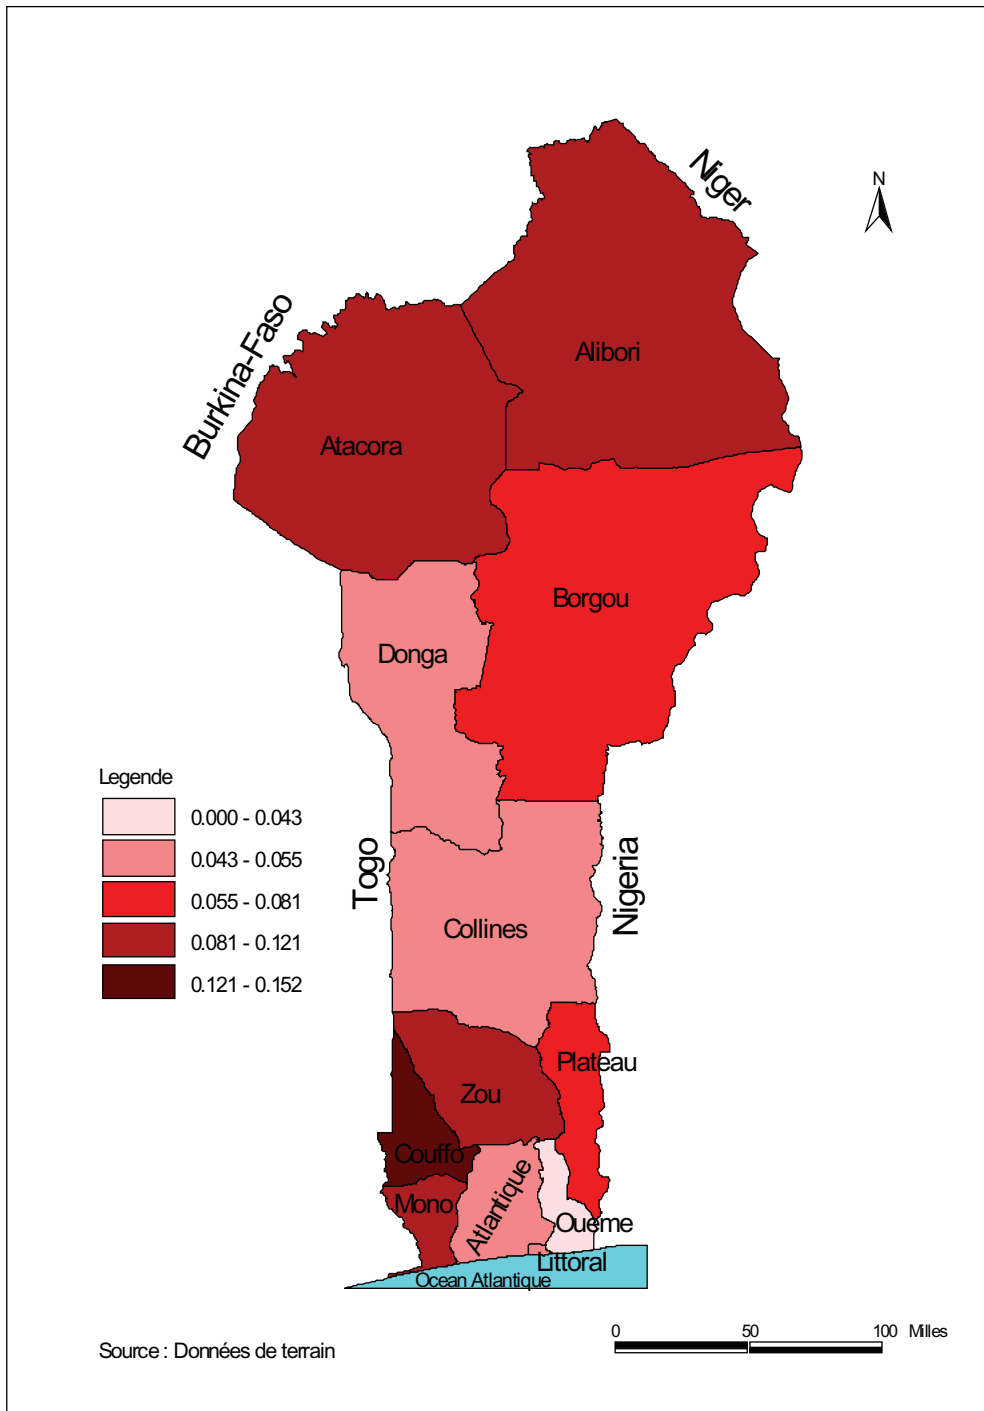 Niger
N
Burkina-Faso
Alibori
Atacora
Borgou
Donga
Legende
0.000 - 0.043
0.043 - 0.055
0.055 - 0.081
0.081 - 0.121
0.121 - 0.152
Togo
Nigeria
Collines
Plateau
Zou
Couffo
Mono
Atlantique
Oueme
Littoral
Ocean Atlantique
0 50 100 Milles
Source : Données de terrain